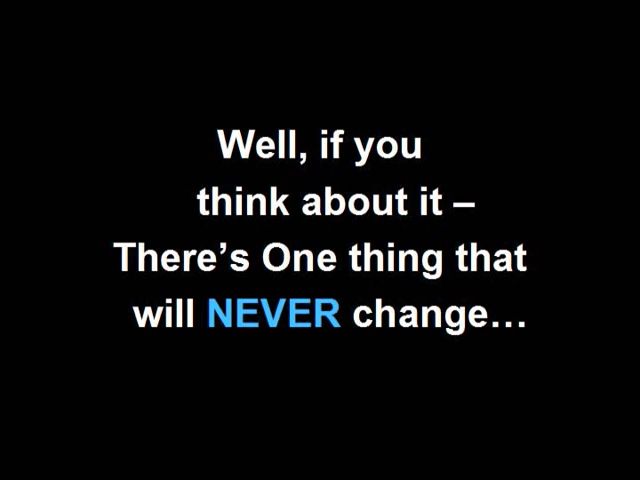 Well, if you
think about it –
There’s One thing that
will NEVER change…